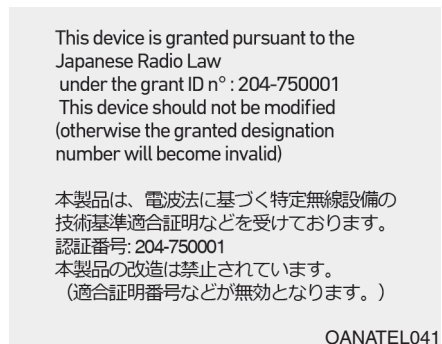 This device is granted pursuant to the
Japanese Radio Law
under the grant ID n° : 204-750001
This device should not be modified
(otherwise the granted designation
number will become invalid)
本製品は、電波法に基づく特定無線設備の
技術基準適合証明などを受けております。
認証番号: 204-750001
本製品の改造は禁止されています。
（適合証明番号などが無効となります。）
OANATEL041